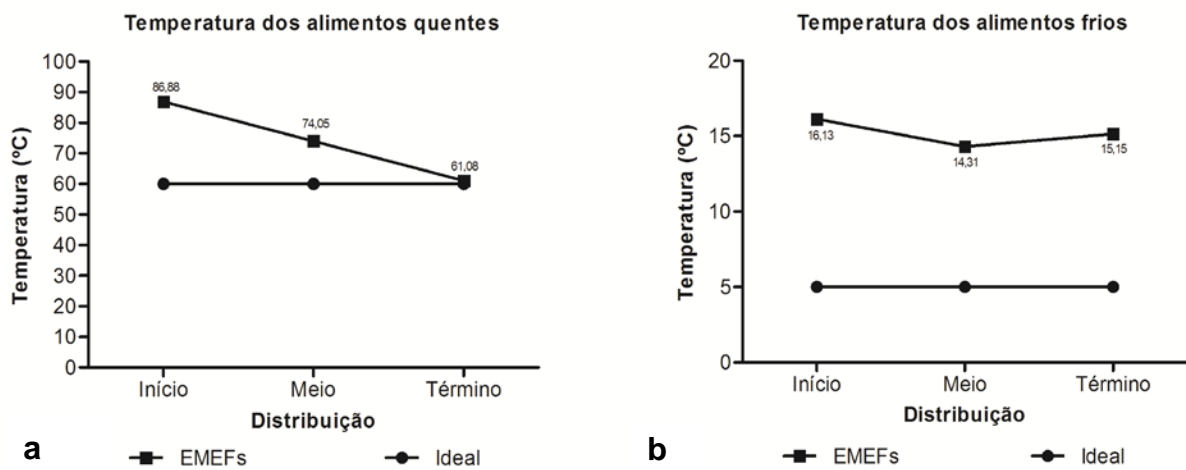 Temperatura dos alimentos quentes
100
90
80
70
60
50
40
30
20
10
0
Temperatura (ºC)
86,88
74,05
61,08
Início
Meio
Término
Distribuição
a
EMEFs
Ideal
Temperatura dos alimentos frios
20
15
10
5
0
Temperatura (ºC)
16,13
14,31
15,15
Início
Meio
Término
Distribuição
b
EMEFs
Ideal